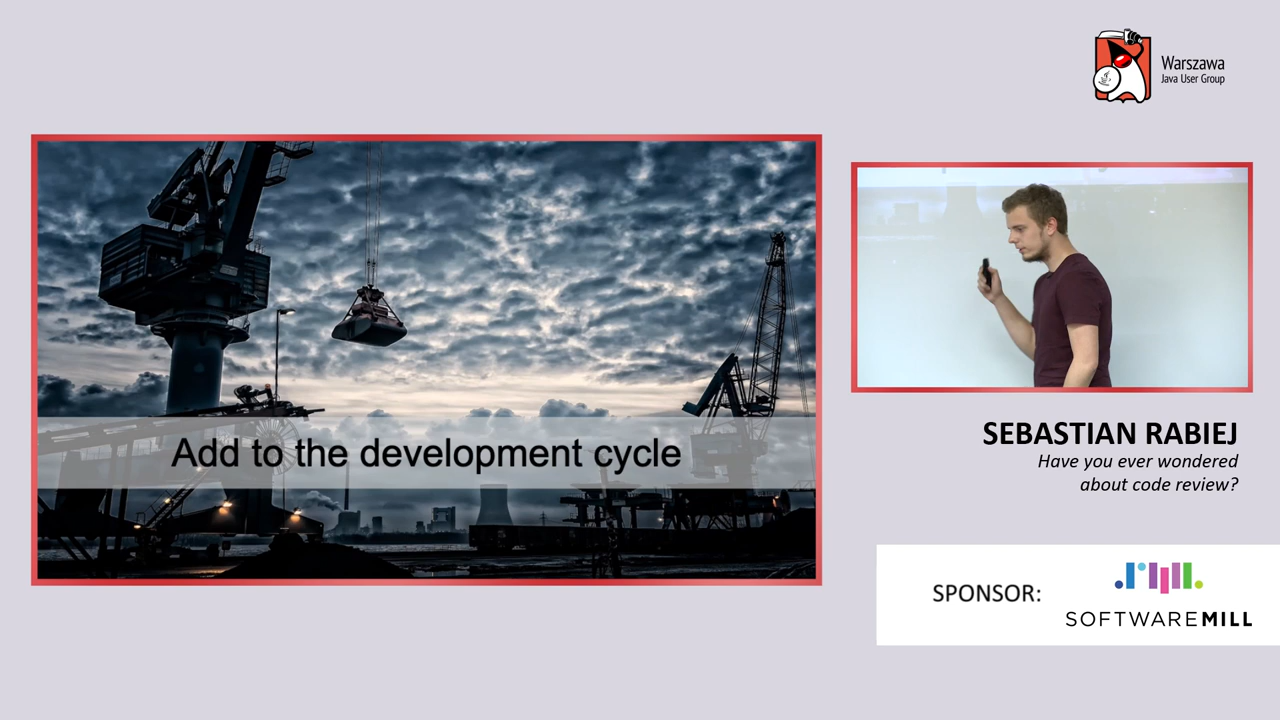 Warszawa
Java User Group
Add to the development cycle
SEBASTIAN RABIEJ
Have you ever wondered
about code review?
SPONSOR:
SOFTWAREMILL